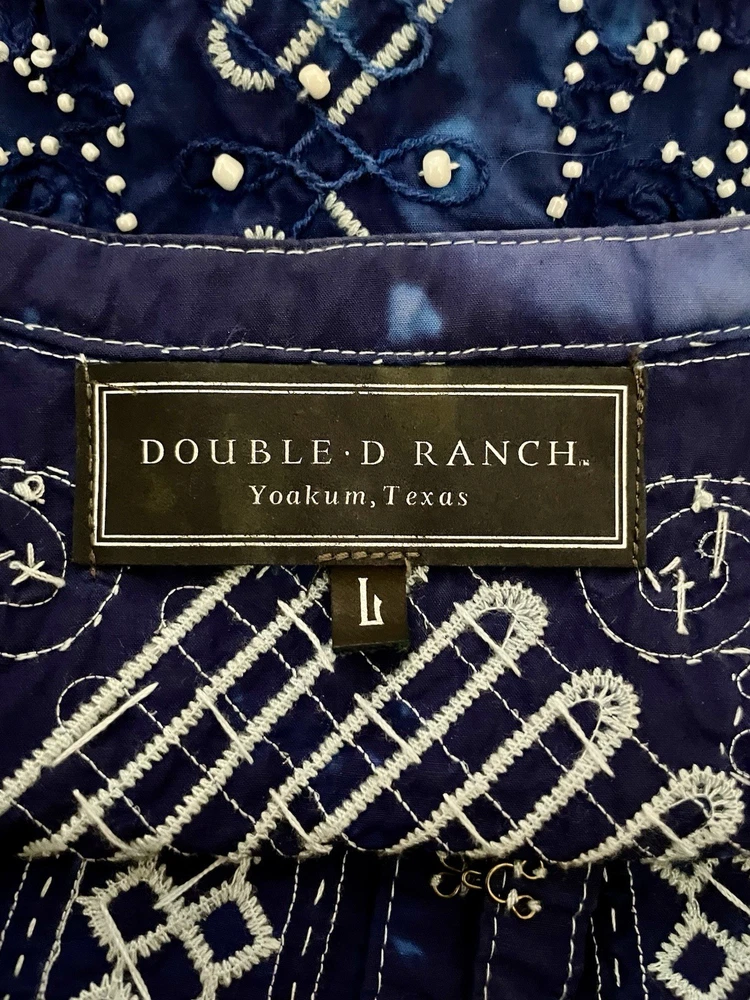 DOUBLE·D RANCH™
Yoakum, Texas
L